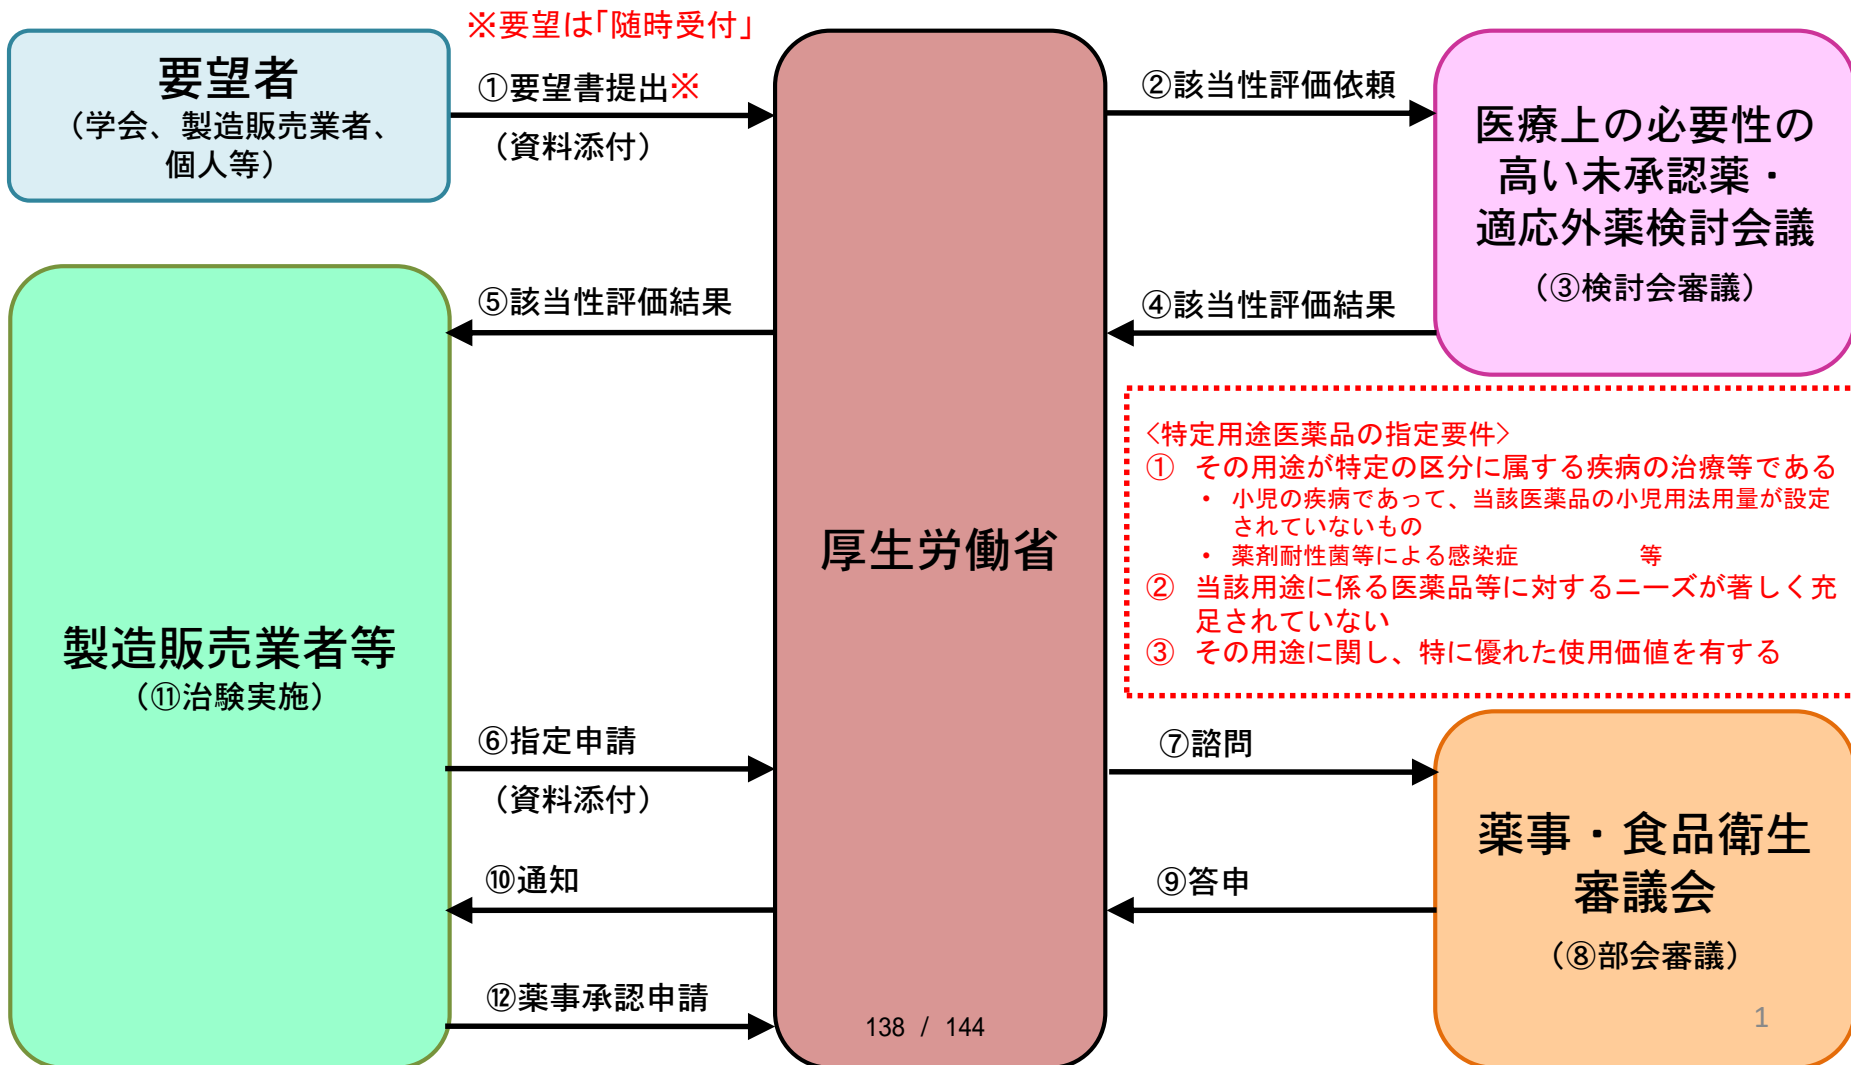 ※要望は「随時受付」
要望者
（学会、製造販売業者、
個人等）
①要望書提出※
（資料添付）
②該当性評価依頼
医療上の必要性の
高い未承認薬・
適応外薬検討会議
（③検討会審議）
④該当性評価結果
⑤該当性評価結果
厚生労働省
＜特定用途医薬品の指定要件＞
① その用途が特定の区分に属する疾病の治療等である
• 小児の疾病であって、当該医薬品の小児用法用量が設定
されていないもの
• 薬剤耐性菌等による感染症 等
② 当該用途に係る医薬品等に対するニーズが著しく充
足されていない
③ その用途に関し、特に優れた使用価値を有する
製造販売業者等
（⑪治験実施）
⑥指定申請
（資料添付）
⑦諮問
薬事・食品衛生
審議会
（⑧部会審議）
⑨答申
⑩通知
⑫薬事承認申請
138 / 144
1